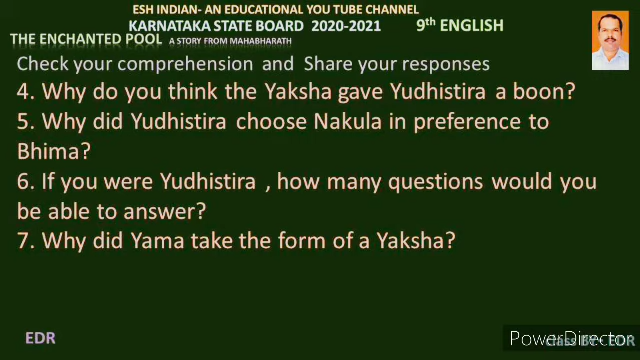 ESH INDIAN- AN EDUCATIONAL YOU TUBE CHANNEL
KARNATAKA STATE BOARD 2020-2021 9th ENGLISH
THE ENCHANTED POOL A STORY FROM MAHABHARATH
Check your comprehension and Share your responses
4. Why do you think the Yaksha gave Yudhistira a boon?
5. Why did Yudhistira choose Nakula in preference to
Bhima?
6. If you were Yudhistira , how many questions would you
be able to answer?
7. Why did Yama take the form of a Yaksha?
EDR
PowerDirector